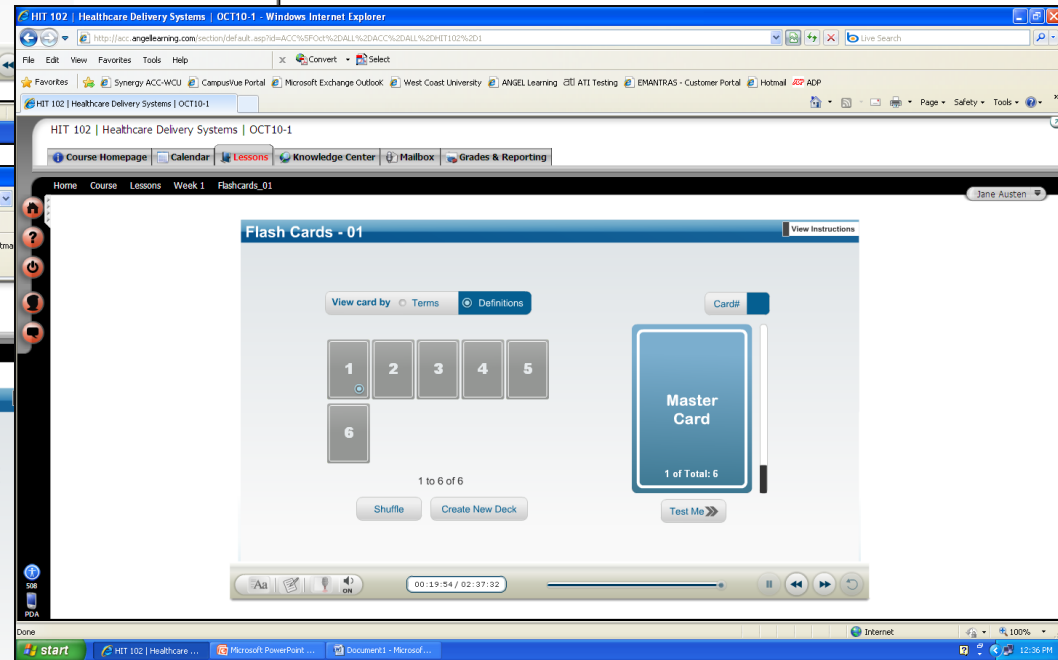 HIT 102 | Healthcare Delivery Systems | OCT10-1 - Windows Internet Explorer
http://acc.angellearning.com/section/default.asp?id=ACC%5FOct%2DALL%2DACC%2DALL%2DHIT102%2D1
Live Search
File Edit View Favorites Tools Help x Convert Select
Favorites Synergy ACC-WCU CampusVue Portal Microsoft Exchange Outlook West Coast University ANGEL Learning ATI ATI Testing EMANTRAS - Customer Portal Hotmail ADP
HIT 102 | Healthcare Delivery Systems | OCT10-1
Page Safety Tools
HIT 102 | Healthcare Delivery Systems | OCT10-1
Course Homepage Calendar Lessons Knowledge Center Mailbox Grades & Reporting
Home Course Lessons Week 1 Flashcards_01
Jane Austen
Flash Cards - 01
View Instructions
View card by Terms Definitions
Card#
1 2 3 4 5
6
Master
Card
1 of Total: 6
1 to 6 of 6
Shuffle Create New Deck
Test Me
508
PDA
Aa ON 00:19:54 / 02:37:32
Done Internet 100%
start HIT 102 | Healthcare ... Microsoft PowerPoint ... Document1 - Microsof... 12:36 PM